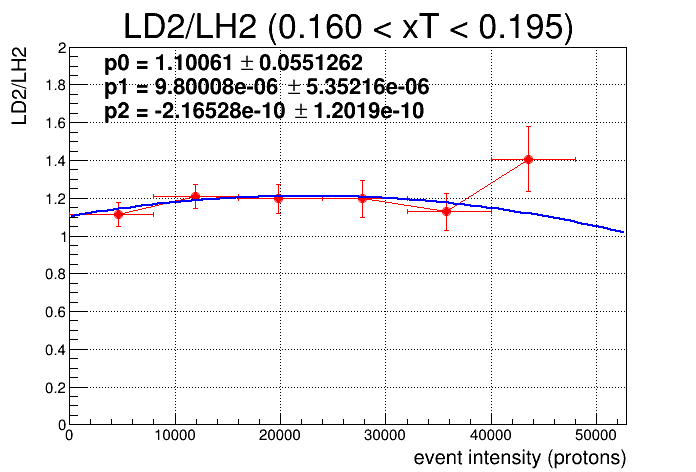 LD2/LH2 (0.160 < xT < 0.195)
LD2/LH2
p0 = 1.10061 ± 0.0551262
p1 = 9.80008e-06 ± 5.35216e-06
p2 = -2.16528e-10 ± 1.2019e-10
2
1.8
1.6
1.4
1.2
1
0.8
0.6
0.4
0.2
0
0 10000 20000 30000 40000 50000
event intensity (protons)